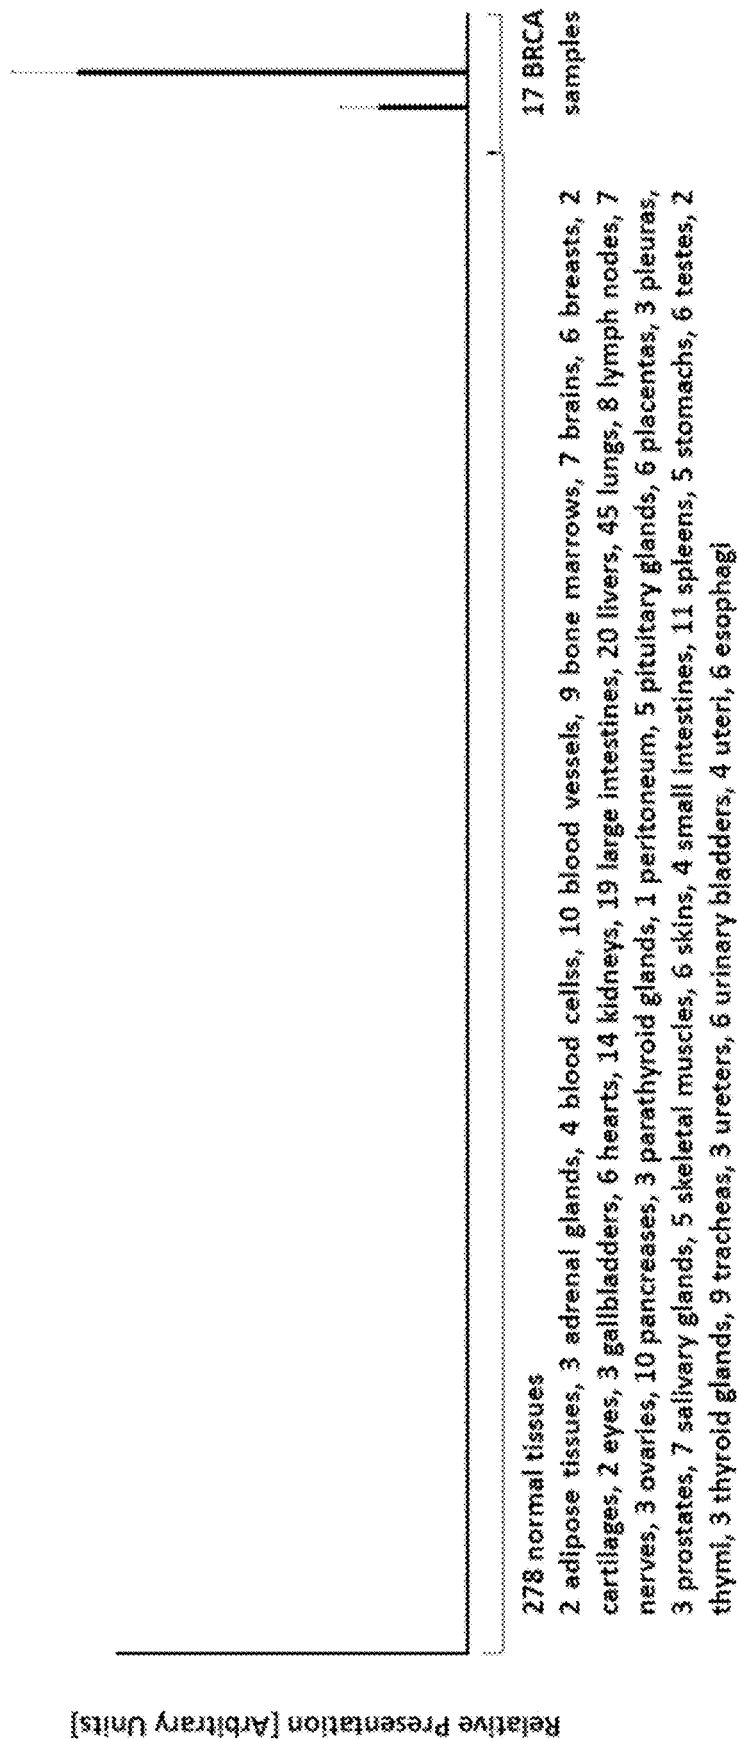 Relative Presentation [Arbitrary Units]
278 normal tissues
2 adipose tissues, 3 adrenal glands, 4 blood cellss, 10 blood vessels, 9 bone marrows, 7 brains, 6 breasts, 2
cartilages, 2 eyes, 3 gallbladders, 6 hearts, 14 kidneys, 19 large intestines, 20 livers, 45 lungs, 8 lymph nodes, 7
nerves, 3 ovaries, 10 pancreases, 3 parathyroid glands, 1 peritoneum, 5 pituitary glands, 6 placentas, 3 pleuras,
3 prostates, 7 salivary glands, 5 skeletal muscles, 6 skins, 4 small intestines, 11 spleens, 5 stomachs, 6 testes, 2
thymi, 3 thyroid glands, 9 tracheas, 3 ureters, 6 urinary bladders, 4 uteri, 6 esophagi
17 BRCA
samples